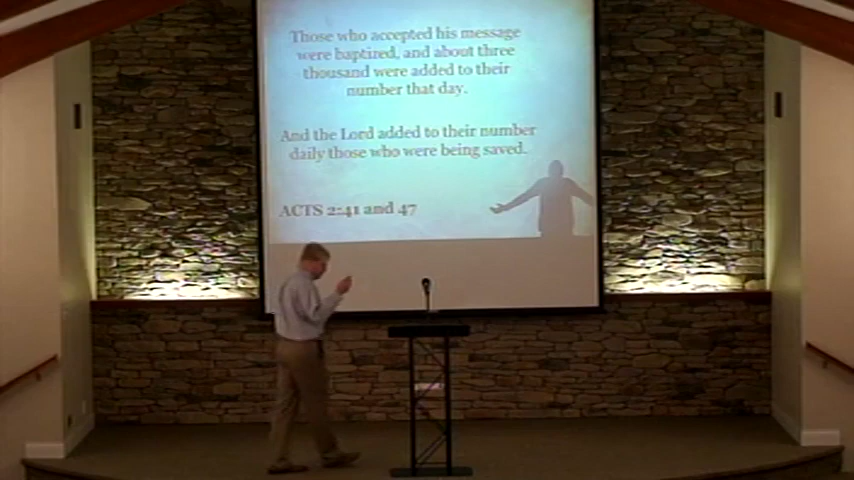 Those who accepted his message
were baptized, and about three
thousand were added to their
number that day.
And the Lord added to their number
daily those who were being saved.
ACTS 2:41 and 47